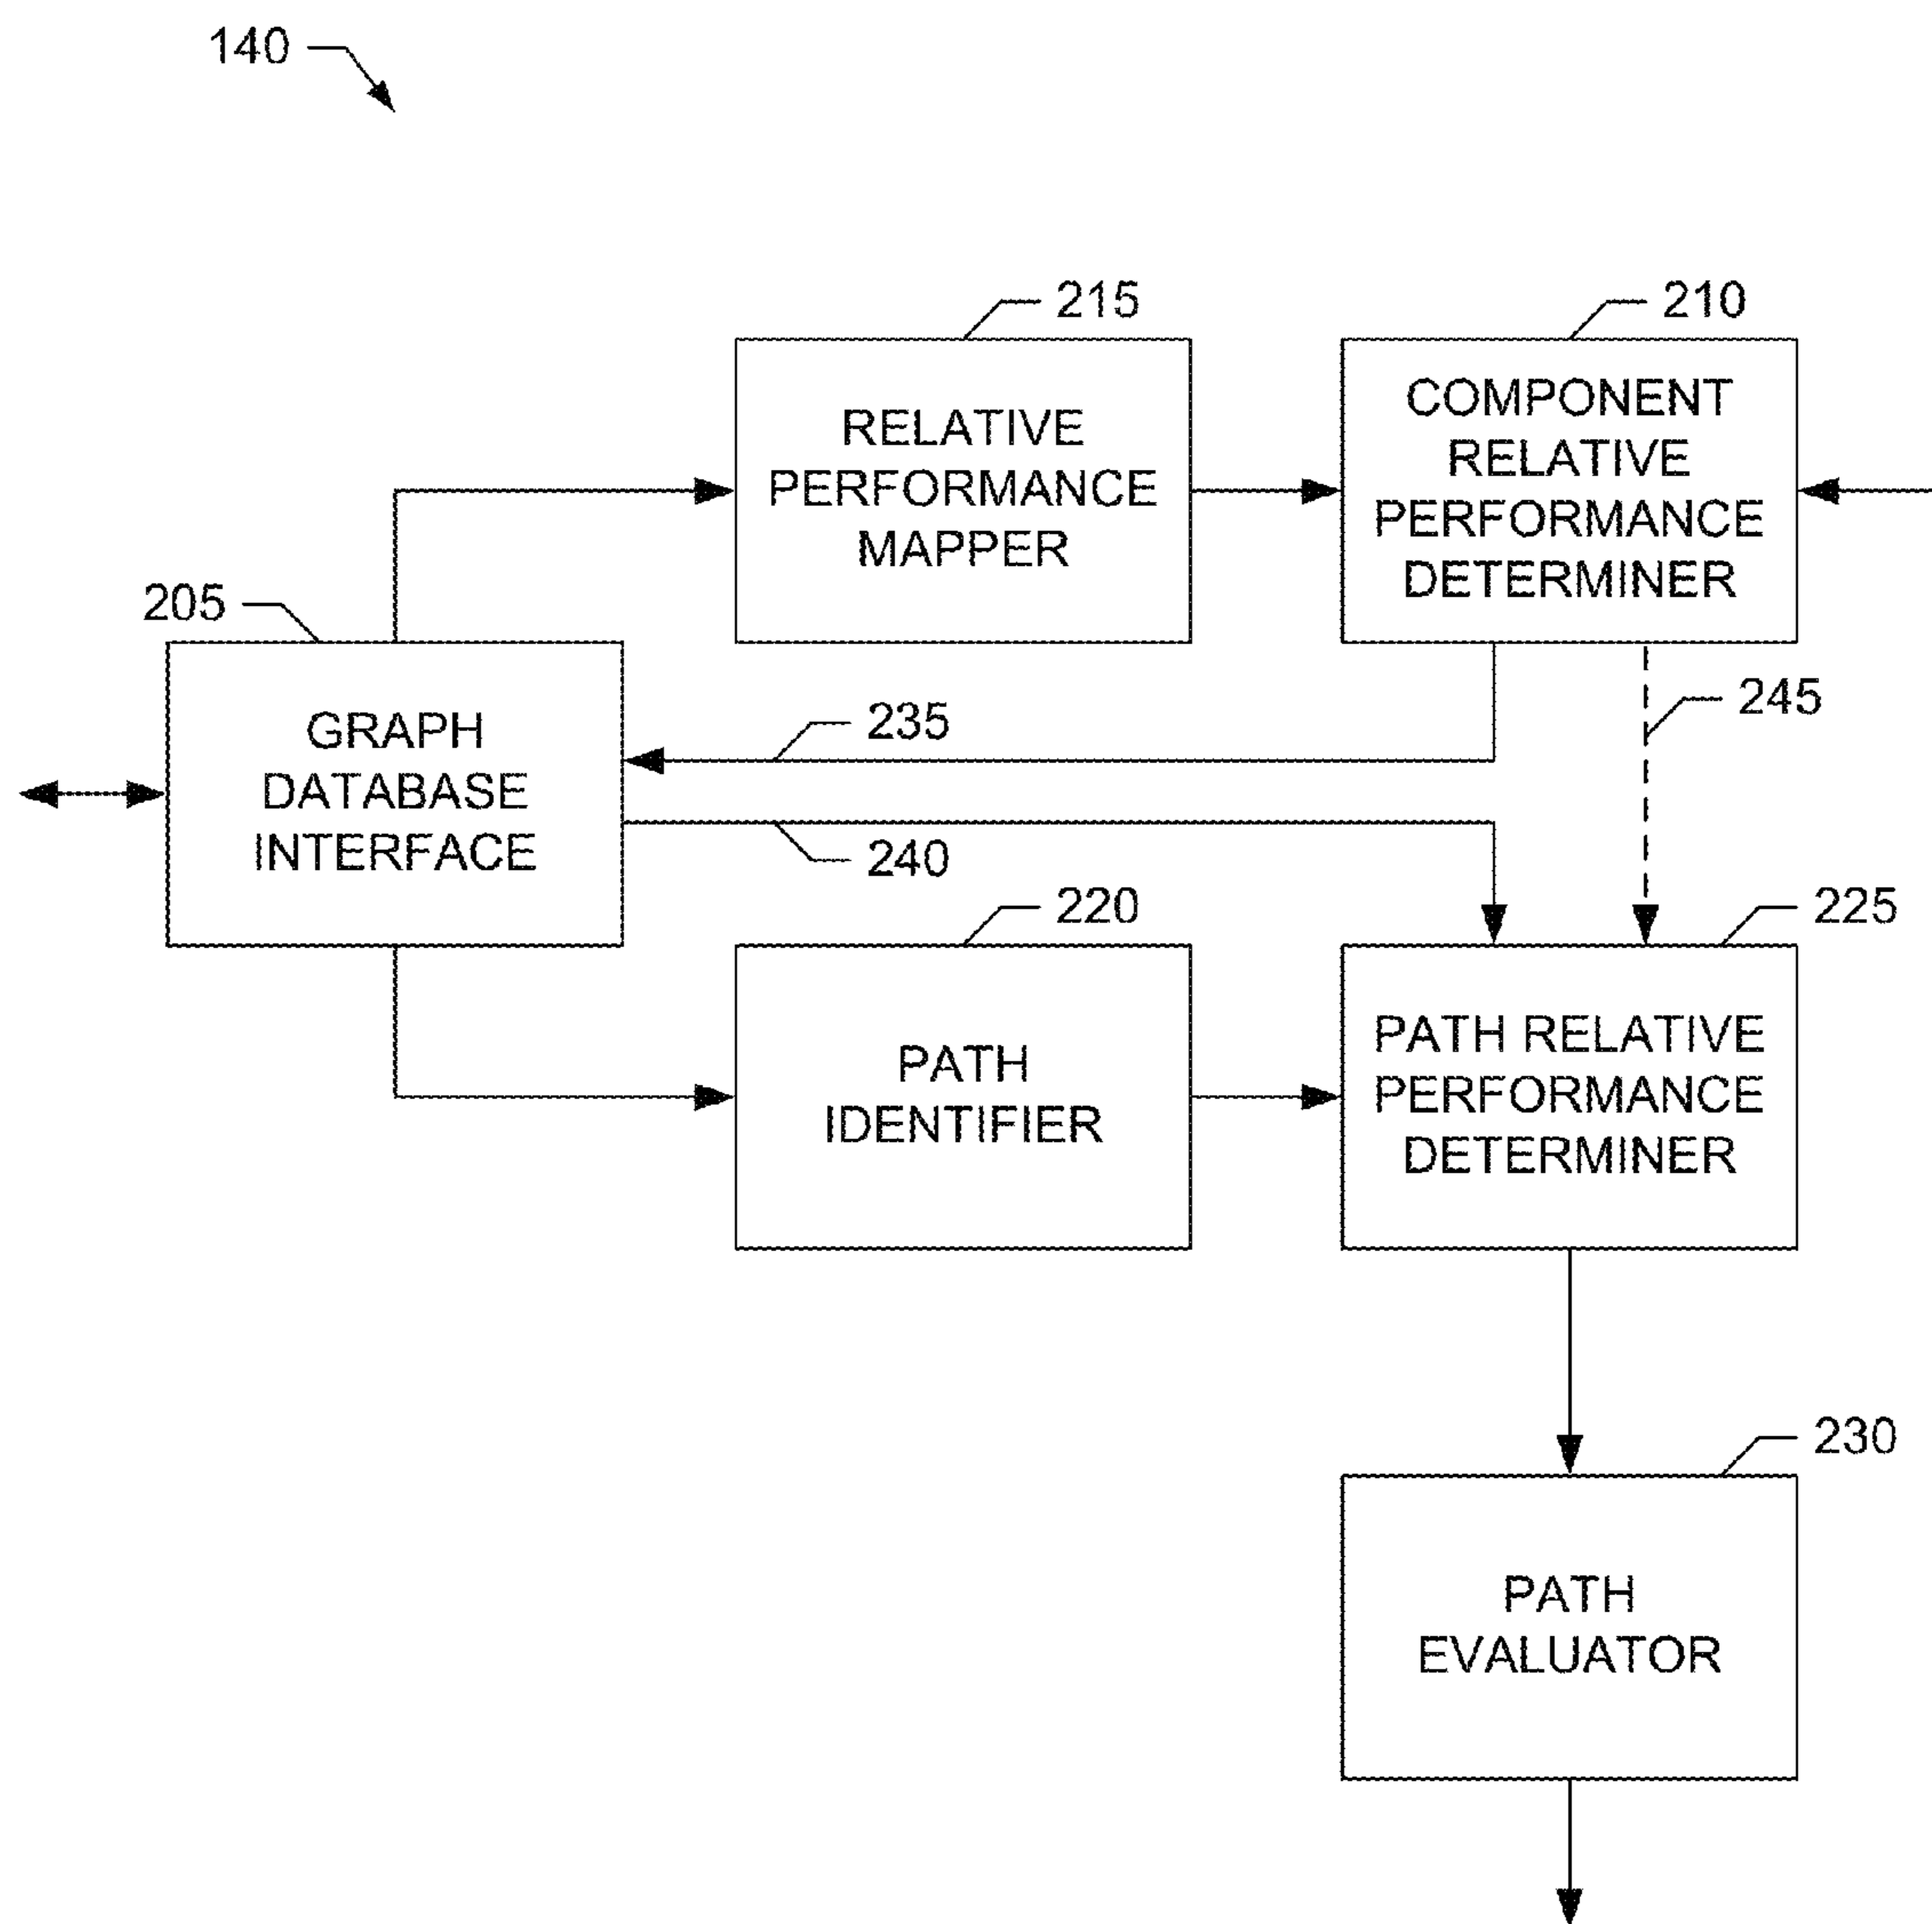 140
215
210
RELATIVE
PERFORMANCE
MAPPER
COMPONENT
RELATIVE
PERFORMANCE
DETERMINER
205
GRAPH
DATABASE
INTERFACE
235
240
245
220
225
PATH
IDENTIFIER
PATH RELATIVE
PERFORMANCE
DETERMINER
230
PATH
EVALUATOR